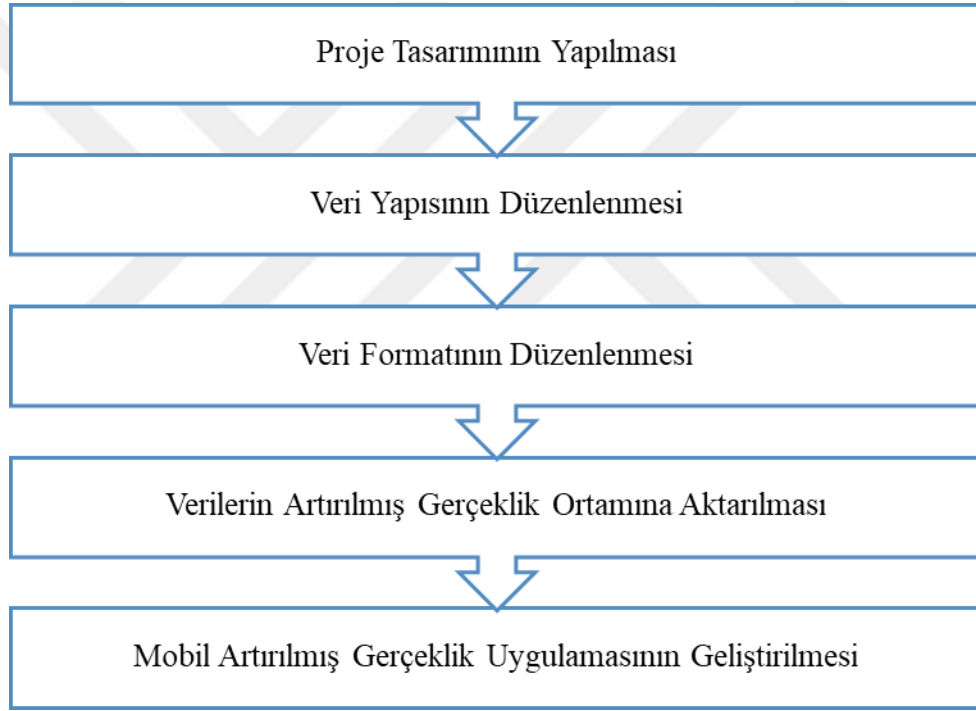 Proje Tasarımının Yapılması
Veri Yapısının Düzenlenmesi
Veri Formatının Düzenlenmesi
Verilerin Artırılmış Gerçeklik Ortamına Aktarılması
Mobil Artırılmış Gerçeklik Uygulamasının Geliştirilmesi